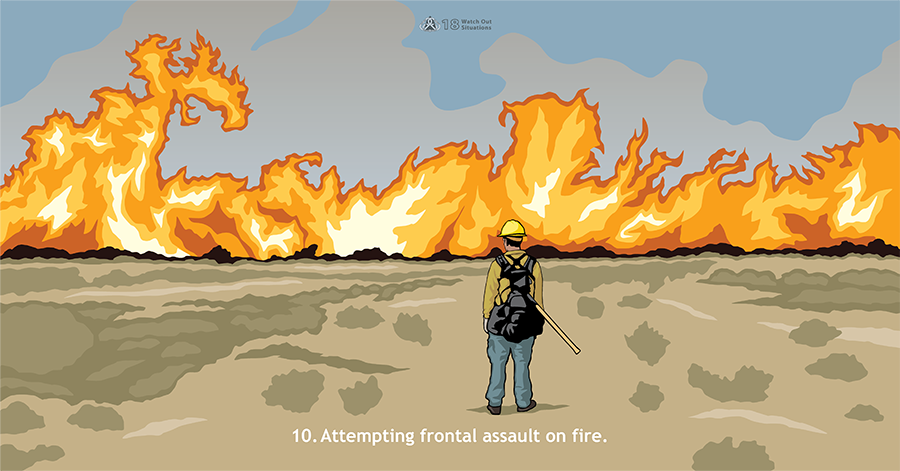 18 Watch Out
Situations
10. Attempting frontal assault on fire.